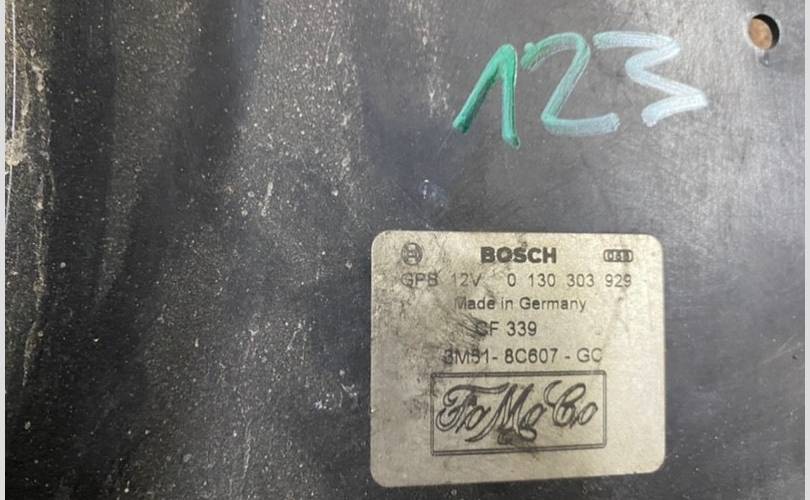 123
BOSCH
GPB 12V 0 130 303 929
Made in Germany
CF 339
3M51- 8C607 - GC
FoMoCo